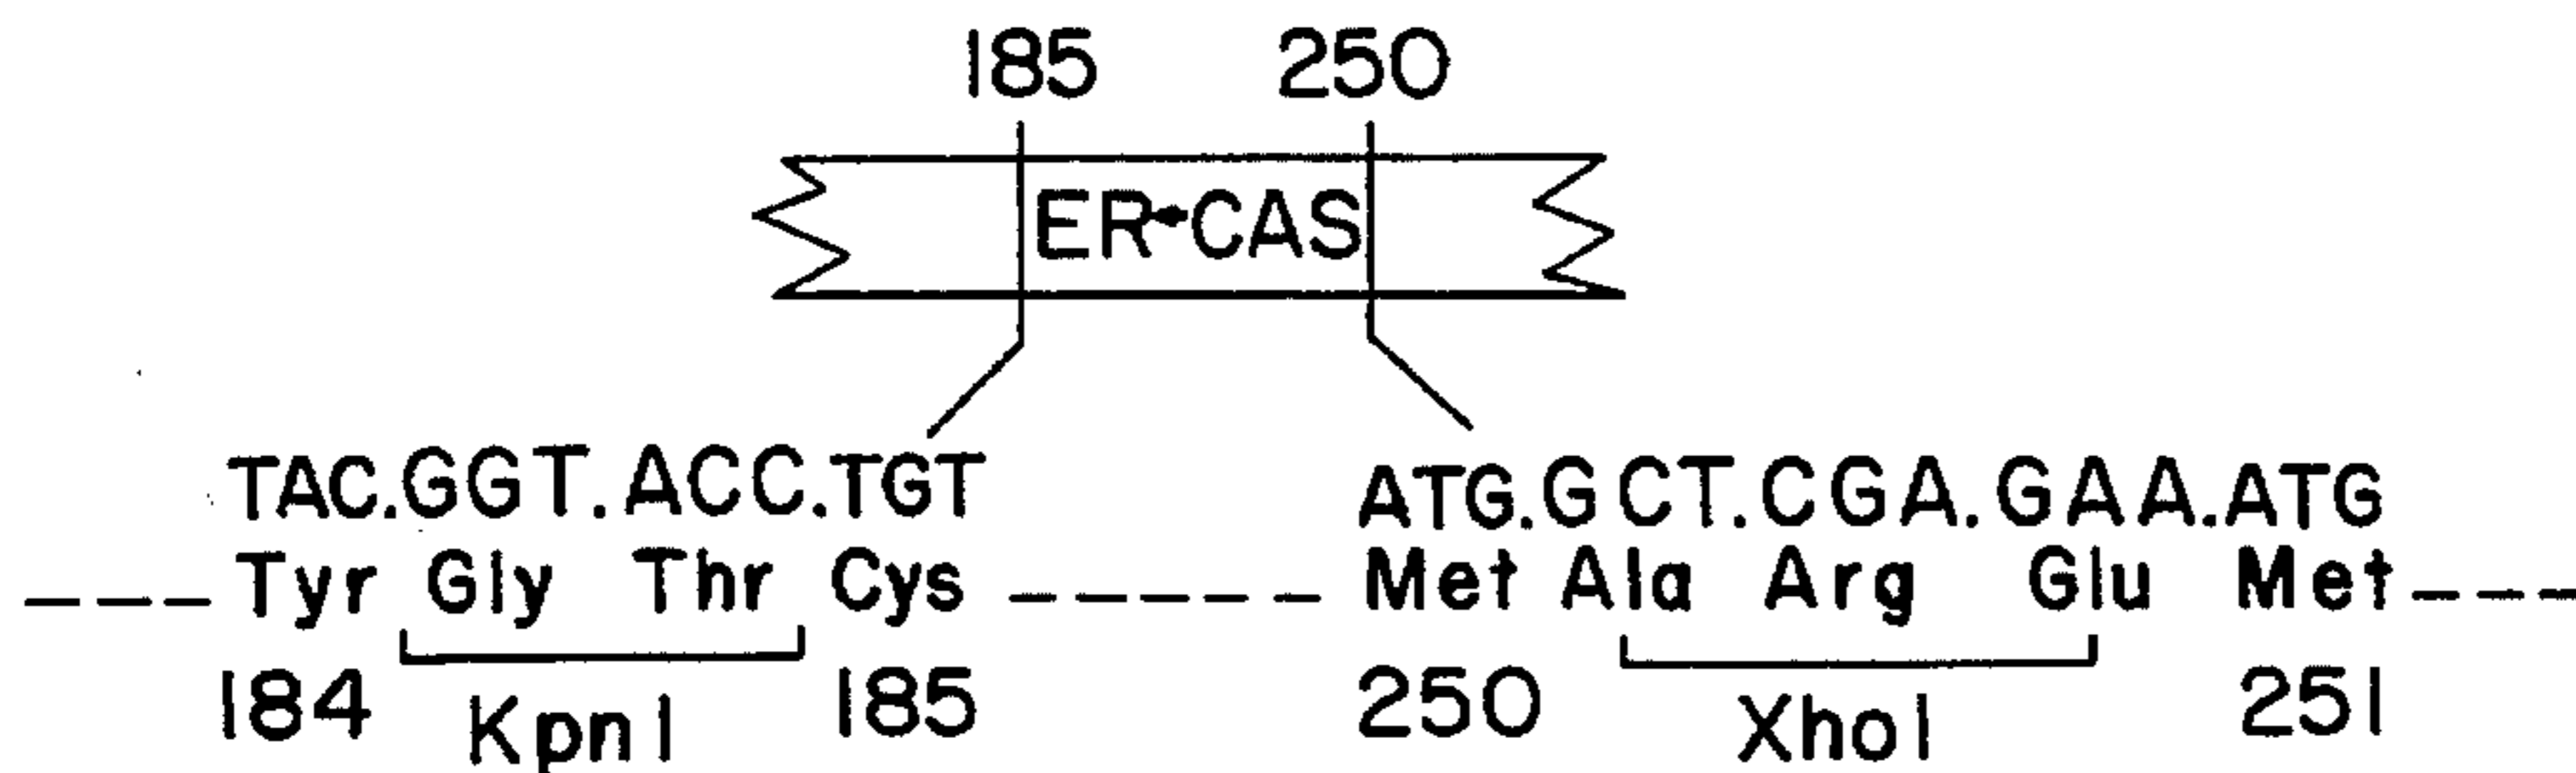 185 250
ER-CAS
TAC.GGT.ACC.TGT ATG.GCT.CGA.GAA.ATG
---Tyr Gly Thr Cys ----- Met Ala Arg Glu Met---
184 KpnI 185 250 XhoI 251